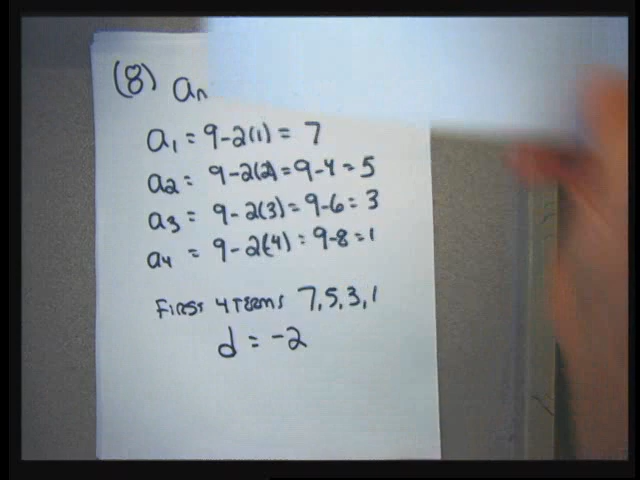 (8) an
a1 = 9-2(1) = 7
a2 = 9-2(2) = 9-4 = 5
a3 = 9-2(3) = 9-6 = 3
a4 = 9-2(4) = 9-8 = 1
First 4 terms 7, 5, 3, 1
d = -2